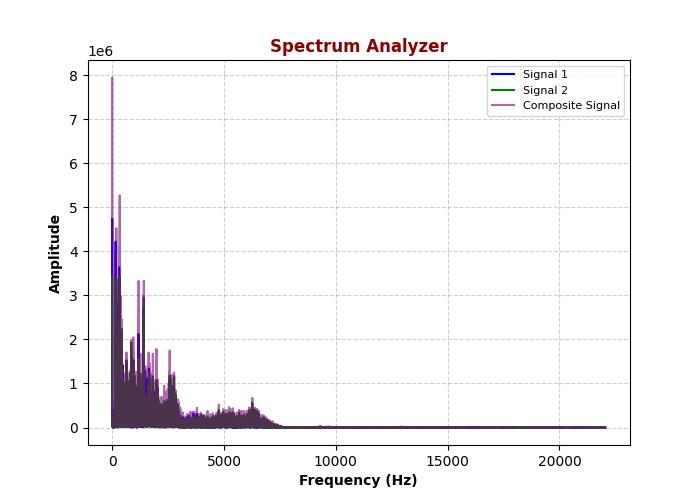 Spectrum Analyzer
1e6
Signal 1
Signal 2
Composite Signal
8
7
6
5
4
3
2
1
0
Amplitude
0 5000 10000 15000 20000
Frequency (Hz)